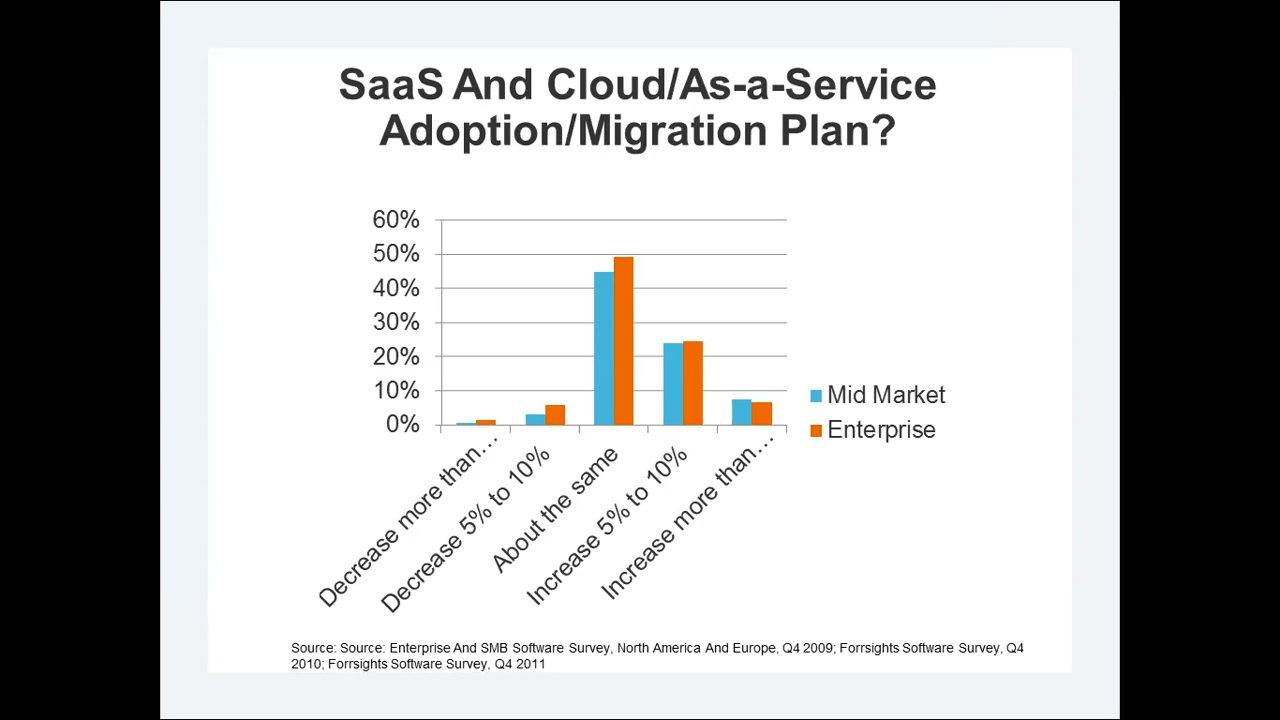 SaaS And Cloud/As-a-Service
Adoption/Migration Plan?
60%
50%
40%
30%
20%
10%
0%
Mid Market
Enterprise
Decrease more than…
Decrease 5% to 10%
About the same
Increase 5% to 10%
Increase more than…
Source: Source: Enterprise And SMB Software Survey, North America And Europe, Q4 2009; Forrsights Software Survey, Q4
2010; Forrsights Software Survey, Q4 2011